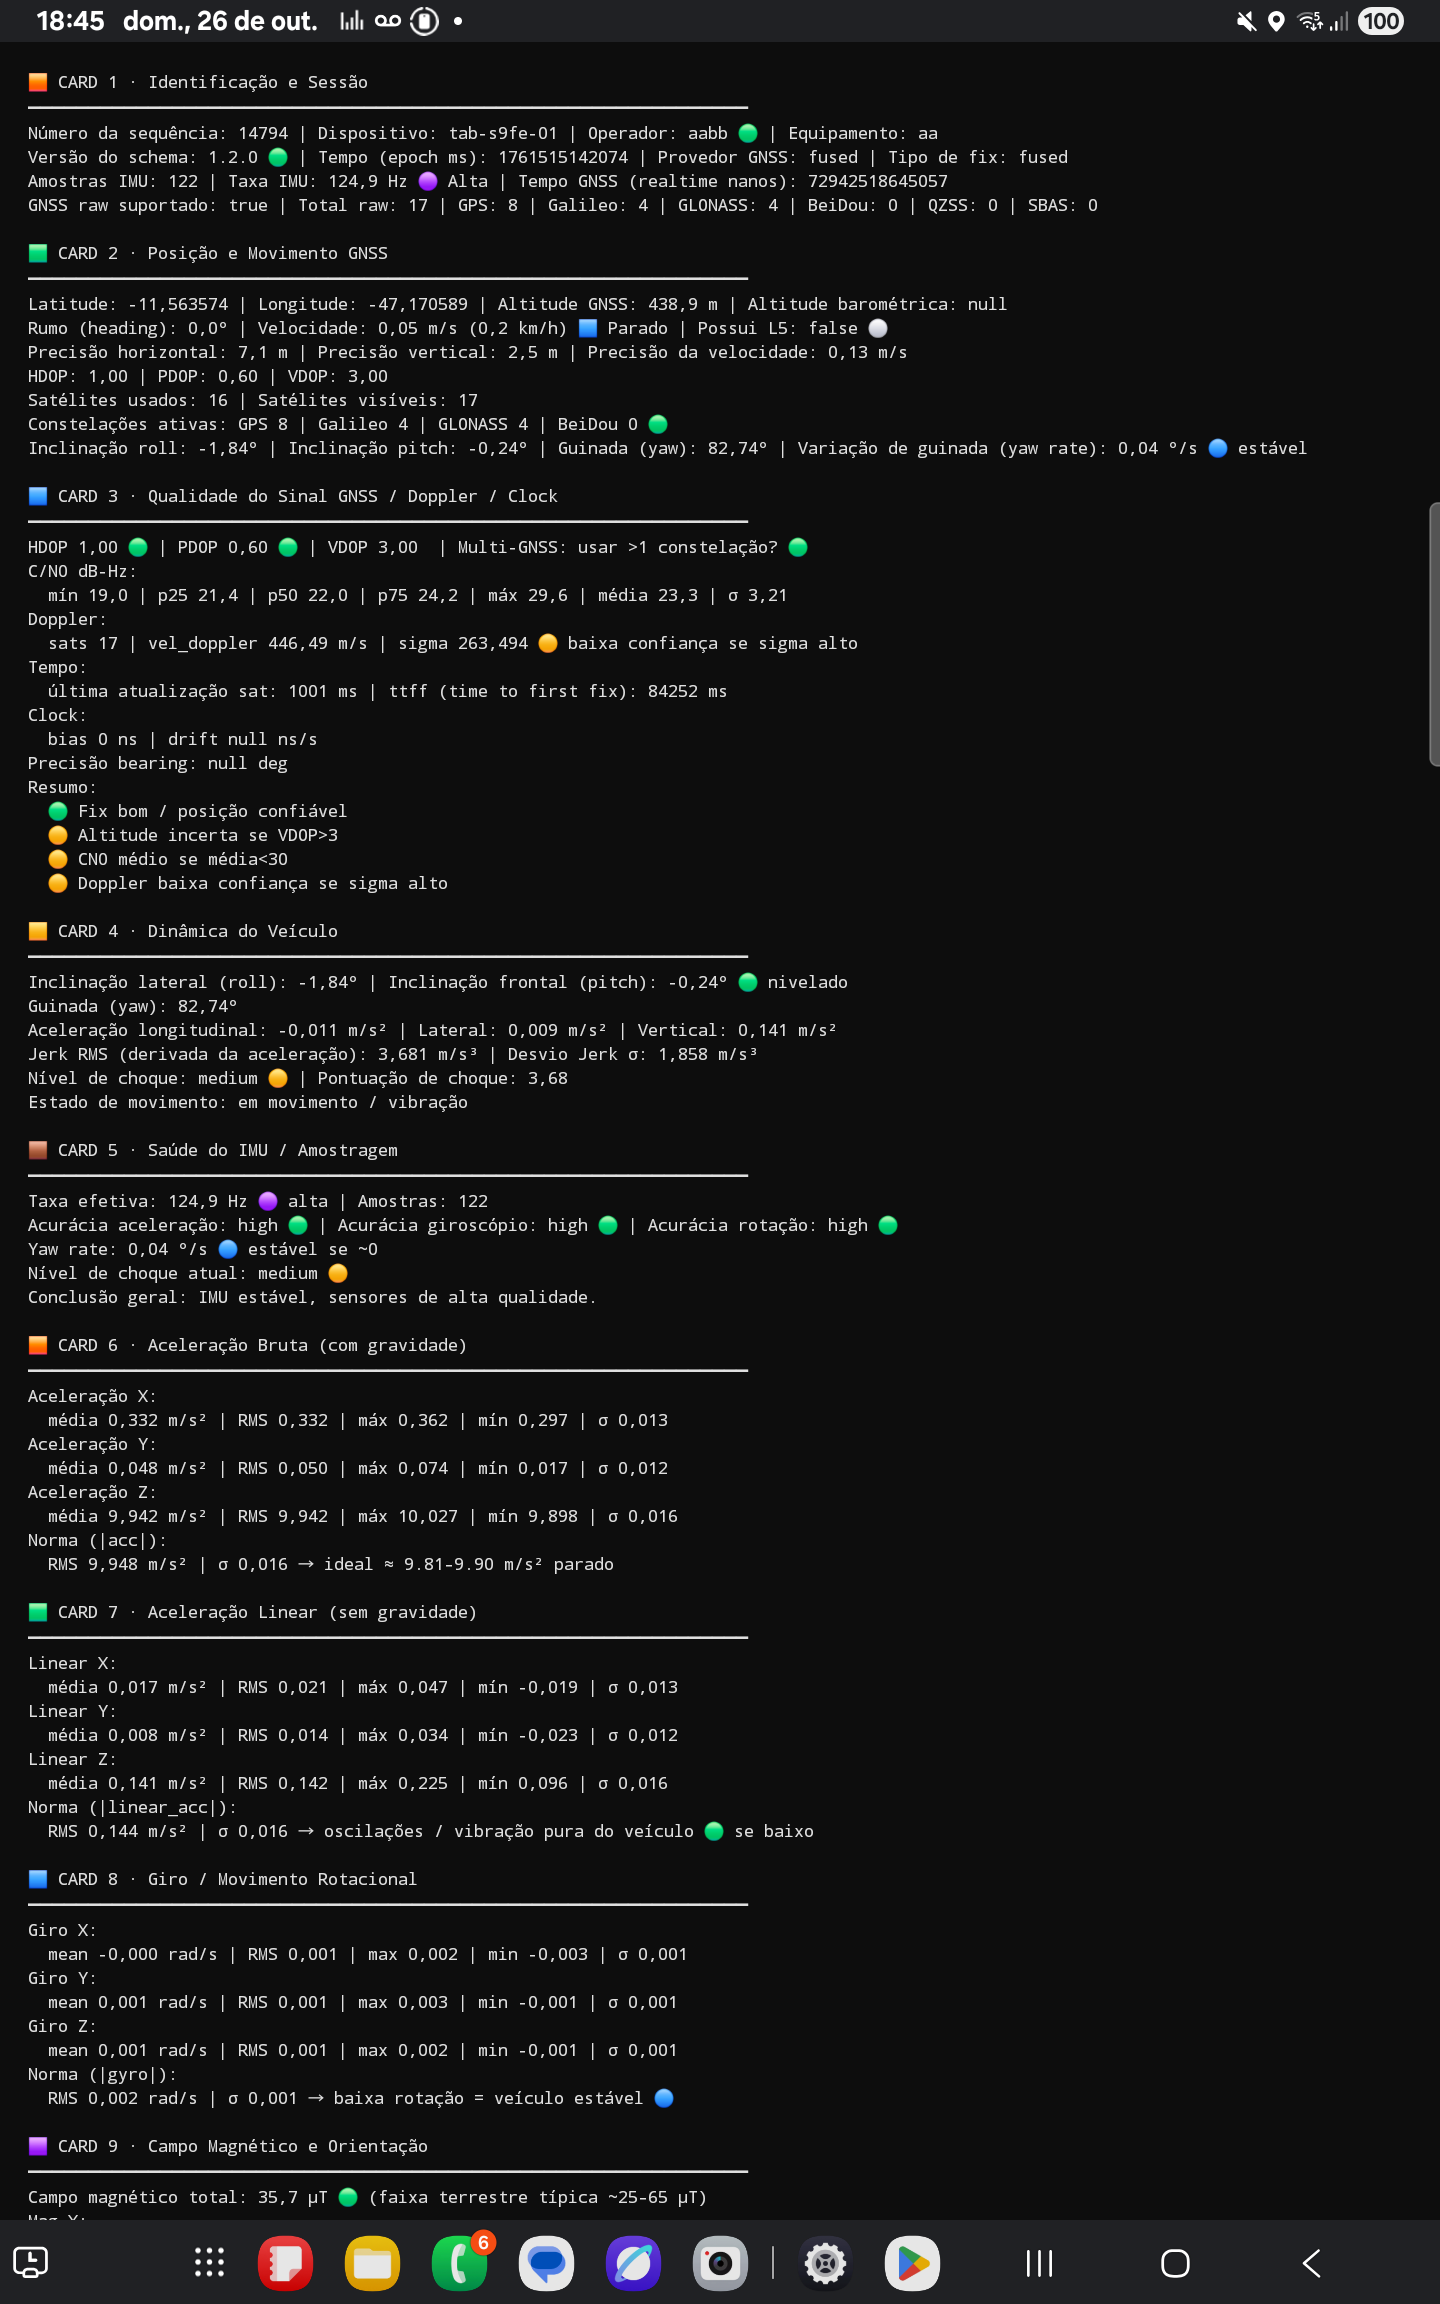 18:45 dom., 26 de out. 5 100
🟧 CARD 1 · Identificação e Sessão
Número da sequência: 14794 | Dispositivo: tab-s9fe-01 | Operador: aabb 🟢 | Equipamento: aa
Versão do schema: 1.2.0 🟢 | Tempo (epoch ms): 1761515142074 | Provedor GNSS: fused | Tipo de fix: fused
Amostras IMU: 122 | Taxa IMU: 124,9 Hz 🟣 Alta | Tempo GNSS (realtime nanos): 72942518645057
GNSS raw suportado: true | Total raw: 17 | GPS: 8 | Galileo: 4 | GLONASS: 4 | BeiDou: 0 | QZSS: 0 | SBAS: 0
🟩 CARD 2 · Posição e Movimento GNSS
Latitude: -11,563574 | Longitude: -47,170589 | Altitude GNSS: 438,9 m | Altitude barométrica: null
Rumo (heading): 0,0° | Velocidade: 0,05 m/s (0,2 km/h) 🟦 Parado | Possui L5: false ⚪
Precisão horizontal: 7,1 m | Precisão vertical: 2,5 m | Precisão da velocidade: 0,13 m/s
HDOP: 1,00 | PDOP: 0,60 | VDOP: 3,00
Satélites usados: 16 | Satélites visíveis: 17
Constelações ativas: GPS 8 | Galileo 4 | GLONASS 4 | BeiDou 0 🟢
Inclinação roll: -1,84° | Inclinação pitch: -0,24° | Guinada (yaw): 82,74° | Variação de guinada (yaw rate): 0,04 °/s 🔵 estável
🟦 CARD 3 · Qualidade do Sinal GNSS / Doppler / Clock
HDOP 1,00 🟢 | PDOP 0,60 🟢 | VDOP 3,00  | Multi-GNSS: usar >1 constelação? 🟢
C/N0 dB-Hz:
mín 19,0 | p25 21,4 | p50 22,0 | p75 24,2 | máx 29,6 | média 23,3 | σ 3,21
Doppler:
sats 17 | vel_doppler 446,49 m/s | sigma 263,494 🟠 baixa confiança se sigma alto
Tempo:
última atualização sat: 1001 ms | ttff (time to first fix): 84252 ms
Clock:
bias 0 ns | drift null ns/s
Precisão bearing: null deg
Resumo:
🟢 Fix bom / posição confiável
🟠 Altitude incerta se VDOP>3
🟠 CNO médio se média<30
🟠 Doppler baixa confiança se sigma alto
🟨 CARD 4 · Dinâmica do Veículo
Inclinação lateral (roll): -1,84° | Inclinação frontal (pitch): -0,24° 🟢 nivelado
Guinada (yaw): 82,74°
Aceleração longitudinal: -0,011 m/s² | Lateral: 0,009 m/s² | Vertical: 0,141 m/s²
Jerk RMS (derivada da aceleração): 3,681 m/s³ | Desvio Jerk σ: 1,858 m/s³
Nível de choque: medium 🟠 | Pontuação de choque: 3,68
Estado de movimento: em movimento / vibração
🟫 CARD 5 · Saúde do IMU / Amostragem
Taxa efetiva: 124,9 Hz 🟣 alta | Amostras: 122
Acurácia aceleração: high 🟢 | Acurácia giroscópio: high 🟢 | Acurácia rotação: high 🟢
Yaw rate: 0,04 °/s 🔵 estável se ~0
Nível de choque atual: medium 🟠
Conclusão geral: IMU estável, sensores de alta qualidade.
🟧 CARD 6 · Aceleração Bruta (com gravidade)
Aceleração X:
média 0,332 m/s² | RMS 0,332 | máx 0,362 | mín 0,297 | σ 0,013
Aceleração Y:
média 0,048 m/s² | RMS 0,050 | máx 0,074 | mín 0,017 | σ 0,012
Aceleração Z:
média 9,942 m/s² | RMS 9,942 | máx 10,027 | mín 9,898 | σ 0,016
Norma (|acc|):
RMS 9,948 m/s² | σ 0,016 → ideal ≈ 9.81–9.90 m/s² parado
🟩 CARD 7 · Aceleração Linear (sem gravidade)
Linear X:
média 0,017 m/s² | RMS 0,021 | máx 0,047 | mín -0,019 | σ 0,013
Linear Y:
média 0,008 m/s² | RMS 0,014 | máx 0,034 | mín -0,023 | σ 0,012
Linear Z:
média 0,141 m/s² | RMS 0,142 | máx 0,225 | mín 0,096 | σ 0,016
Norma (|linear_acc|):
RMS 0,144 m/s² | σ 0,016 → oscilações / vibração pura do veículo 🟢 se baixo
🟦 CARD 8 · Giro / Movimento Rotacional
Giro X:
mean -0,000 rad/s | RMS 0,001 | max 0,002 | min -0,003 | σ 0,001
Giro Y:
mean 0,001 rad/s | RMS 0,001 | max 0,003 | min -0,001 | σ 0,001
Giro Z:
mean 0,001 rad/s | RMS 0,001 | max 0,002 | min -0,001 | σ 0,001
Norma (|gyro|):
RMS 0,002 rad/s | σ 0,001 → baixa rotação = veículo estável 🔵
🟪 CARD 9 · Campo Magnético e Orientação
Campo magnético total: 35,7 µT 🟢 (faixa terrestre típica ~25–65 µT)
6